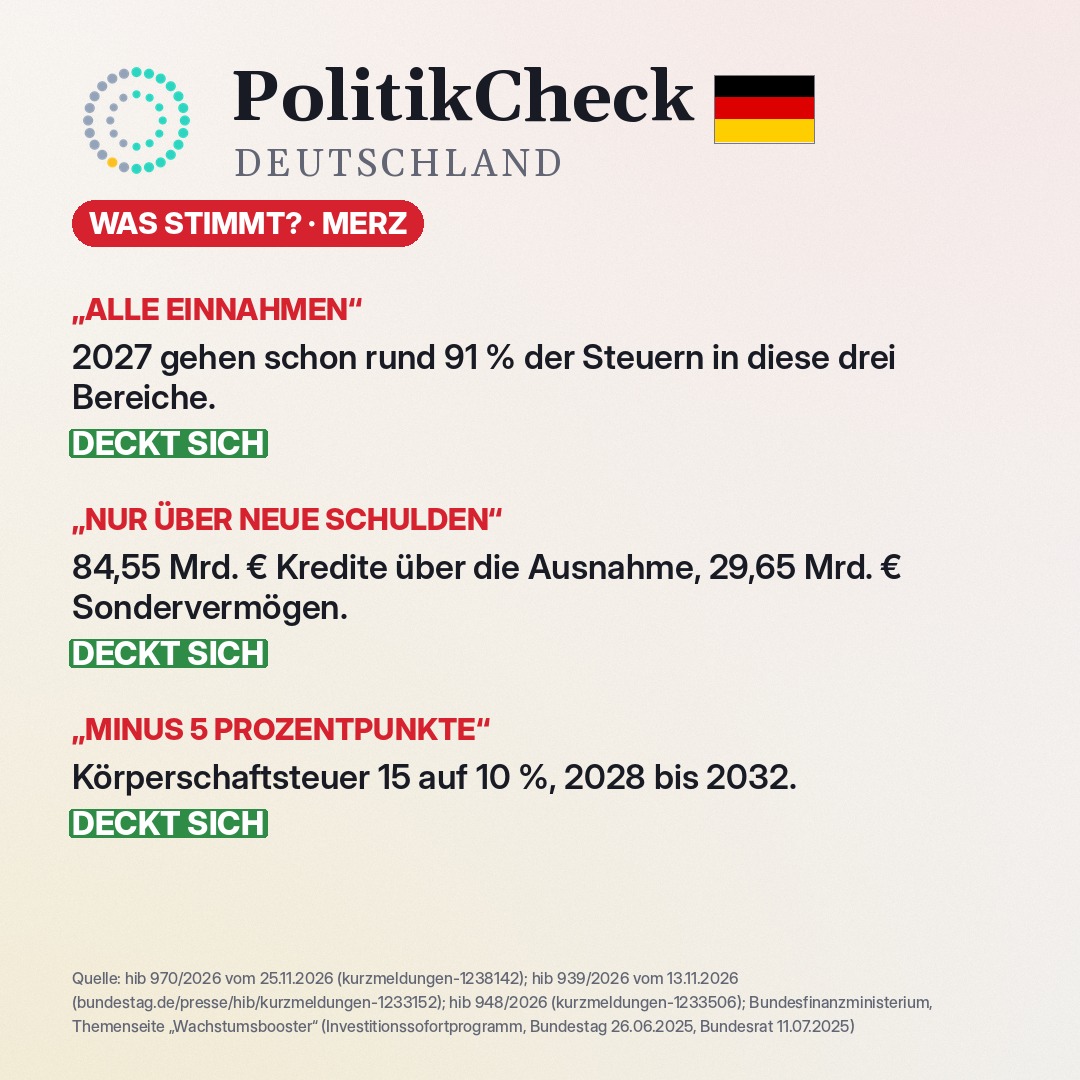 PolitikCheck
DEUTSCHLAND
WAS STIMMT? · MERZ
„ALLE EINNAHMEN“
2027 gehen schon rund 91 % der Steuern in diese drei
Bereiche.
DECKT SICH
„NUR ÜBER NEUE SCHULDEN“
84,55 Mrd. € Kredite über die Ausnahme, 29,65 Mrd. €
Sondervermögen.
DECKT SICH
„MINUS 5 PROZENTPUNKTE“
Körperschaftsteuer 15 auf 10 %, 2028 bis 2032.
DECKT SICH
Quelle: hib 970/2026 vom 25.11.2026 (kurzmeldungen-1238142); hib 939/2026 vom 13.11.2026
(bundestag.de/presse/hib/kurzmeldungen-1233152); hib 948/2026 (kurzmeldungen-1233506); Bundesfinanzministerium,
Themenseite „Wachstumsbooster“ (Investitionssofortprogramm, Bundestag 26.06.2025, Bundesrat 11.07.2025)